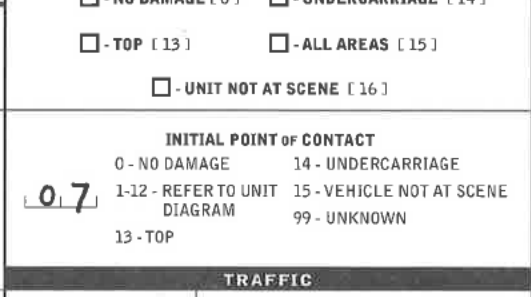 ☐ - NO DAMAGE [ 0 ] ☐ - UNDERCARRIAGE [ 14 ]
☐ - TOP [ 13 ] ☐ - ALL AREAS [ 15 ]
☐ - UNIT NOT AT SCENE [ 16 ]
INITIAL POINT OF CONTACT
0 - NO DAMAGE 14 - UNDERCARRIAGE
07 1-12 - REFER TO UNIT 15 - VEHICLE NOT AT SCENE
DIAGRAM 99 - UNKNOWN
13 - TOP
TRAFFIC